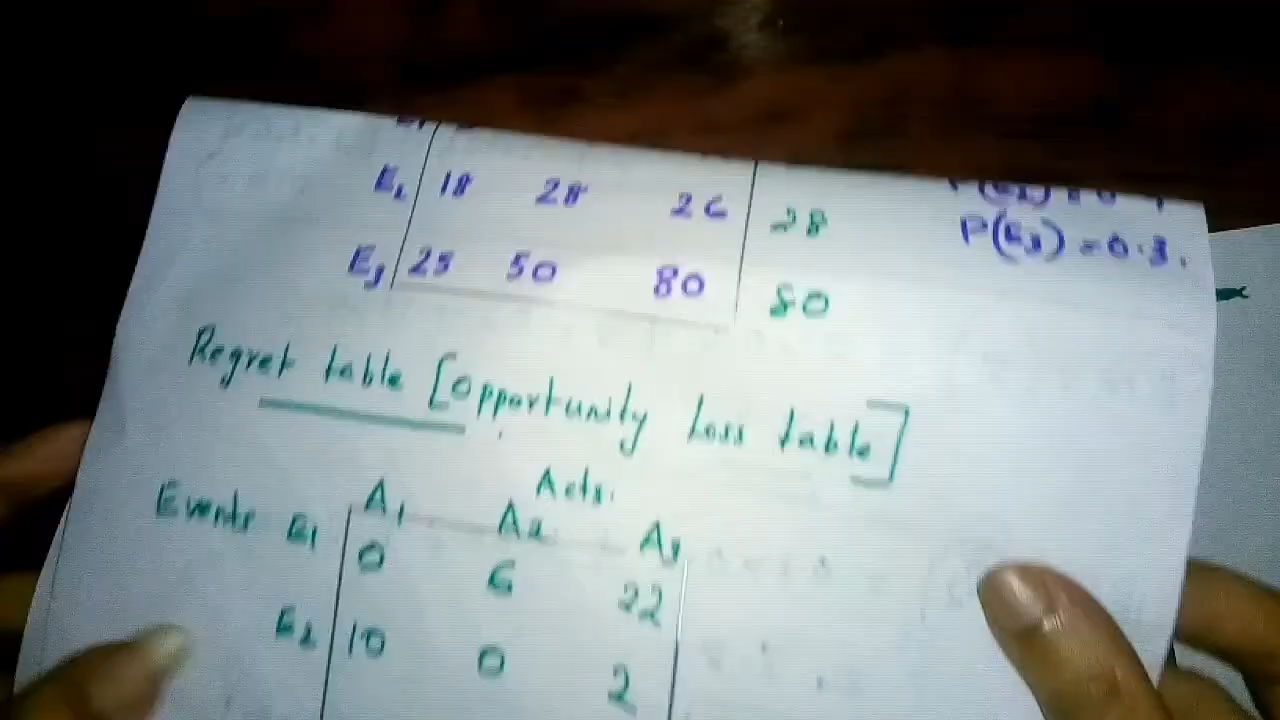 E₂ 18 28 26 28
E₃ 25 50 80 80
P(E₃) = 0.3.
Regret table [Opportunity Loss table]
Acts.
Events A₁ A₂ A₃
E₁ 0 6 22
E₂ 10 0 2